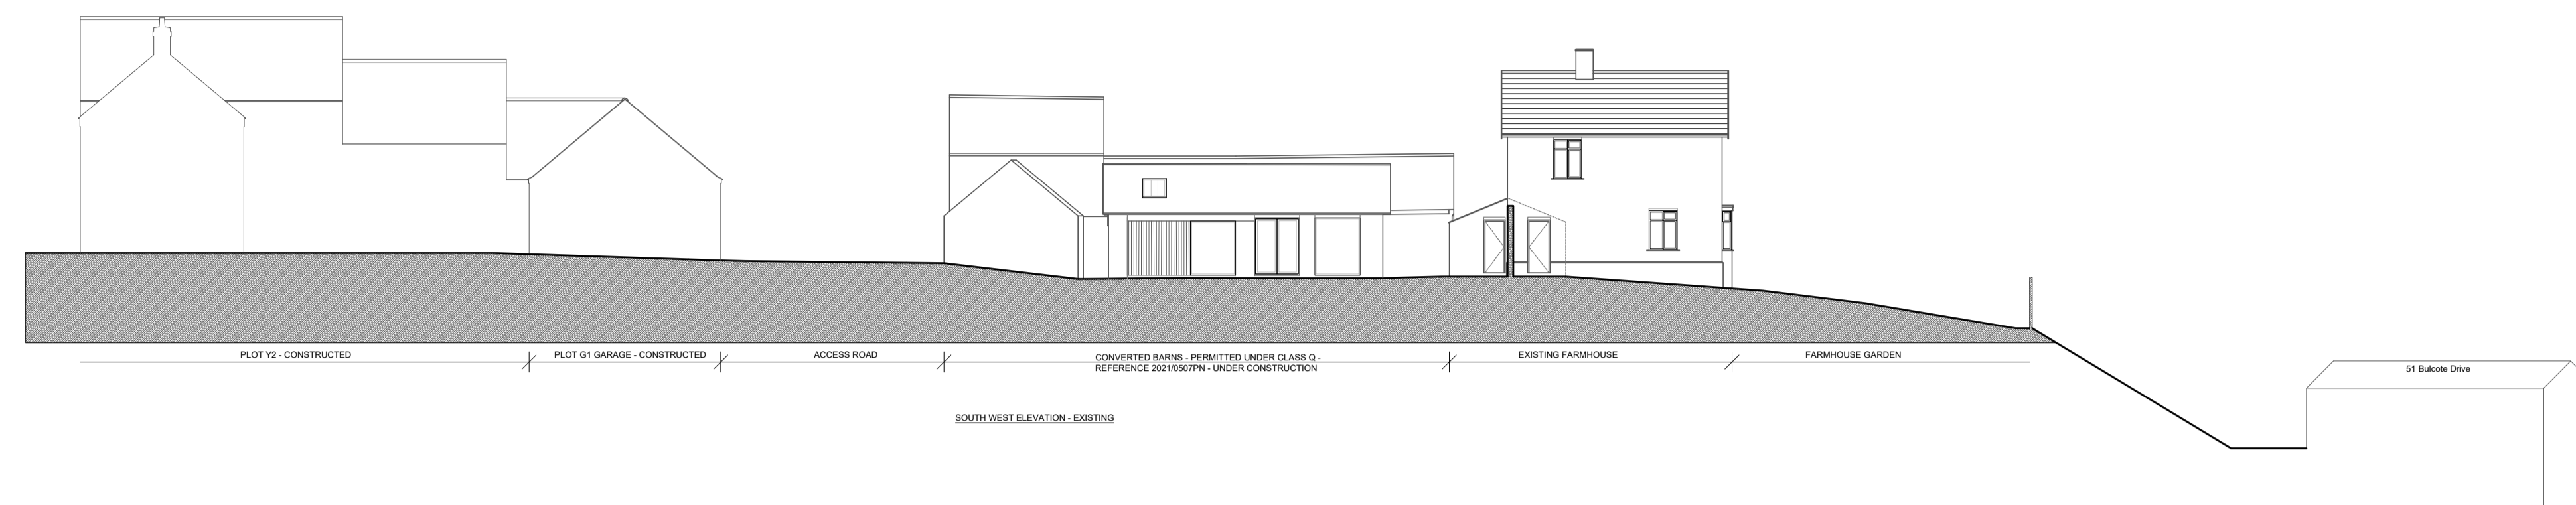 PLOT Y2 - CONSTRUCTED
PLOT G1 GARAGE - CONSTRUCTED
ACCESS ROAD
CONVERTED BARNS - PERMITTED UNDER CLASS Q -
REFERENCE 2021/0507PN - UNDER CONSTRUCTION
EXISTING FARMHOUSE
FARMHOUSE GARDEN
51 Bulcote Drive
SOUTH WEST ELEVATION - EXISTING